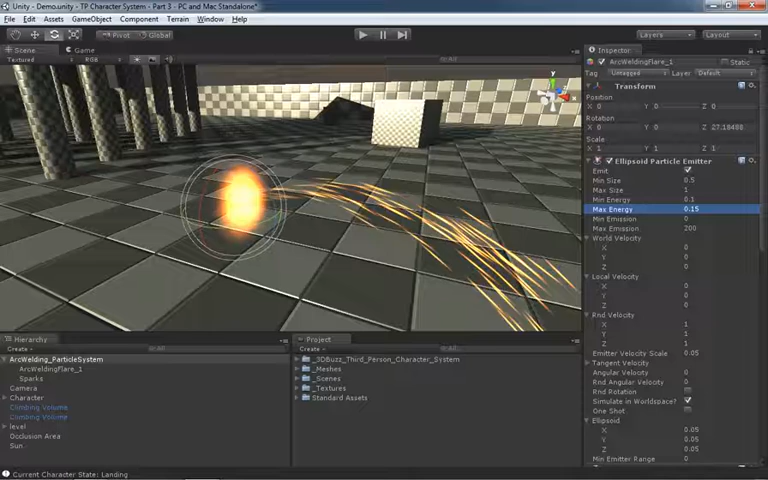 Unity - Demo.unity - TP Character System - Part 3 - PC and Mac Standalone*
File Edit Assets GameObject Component Terrain Window Help
Pivot Global Layers Layout
Scene Game
Textured RGB All
y
Inspector
ArcWeldingFlare_1 Static
Tag Untagged Layer Default
Transform
Position
X 0 Y 0 Z 0
Rotation
X 0 Y 0 Z 27.18488
Scale
X 1 Y 1 Z 1
Ellipsoid Particle Emitter
Emit
Min Size 0.5
Max Size 1
Min Energy 0.1
Max Energy 0.15
Min Emission 0
Max Emission 200
World Velocity
X 0
Y 0
Z 0
Local Velocity
X 0
Y 0
Z 0
Rnd Velocity
X 1
Y 1
Z 1
Emitter Velocity Scale 0.05
Tangent Velocity
Angular Velocity 0
Rnd Angular Velocity 0
Rnd Rotation
Simulate in Worldspace?
One Shot
Ellipsoid
X 0.05
Y 0.05
Z 0.05
Min Emitter Range 0
Hierarchy
Create All
ArcWelding_ParticleSystem
ArcWeldingFlare_1
Sparks
Camera
Character
Climbing Volume
Climbing Volume
level
Occlusion Area
Sun
Project
Create All
_3DBuzz_Third_Person_Character_System
_Meshes
_Scenes
_Textures
Standard Assets
Current Character State: Landing